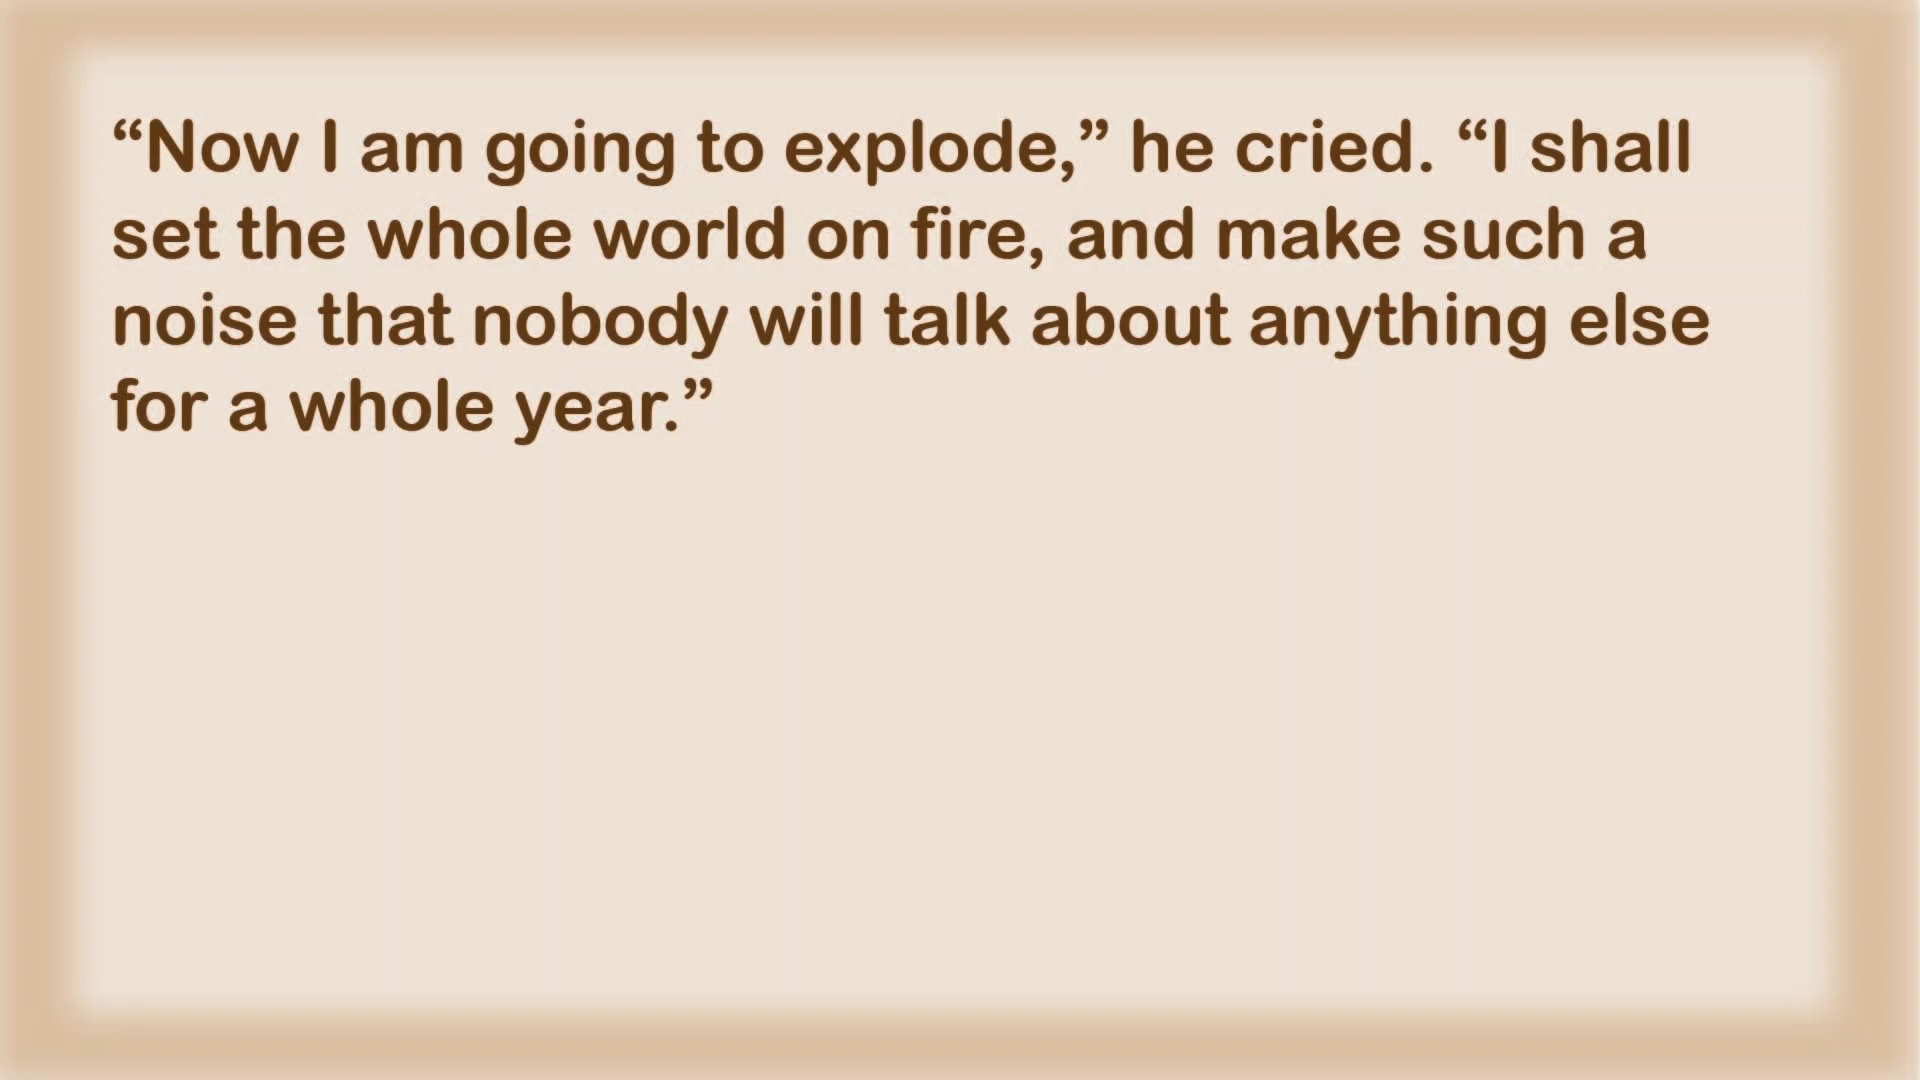 “Now I am going to explode,” he cried. “I shall
set the whole world on fire, and make such a
noise that nobody will talk about anything else
for a whole year.”